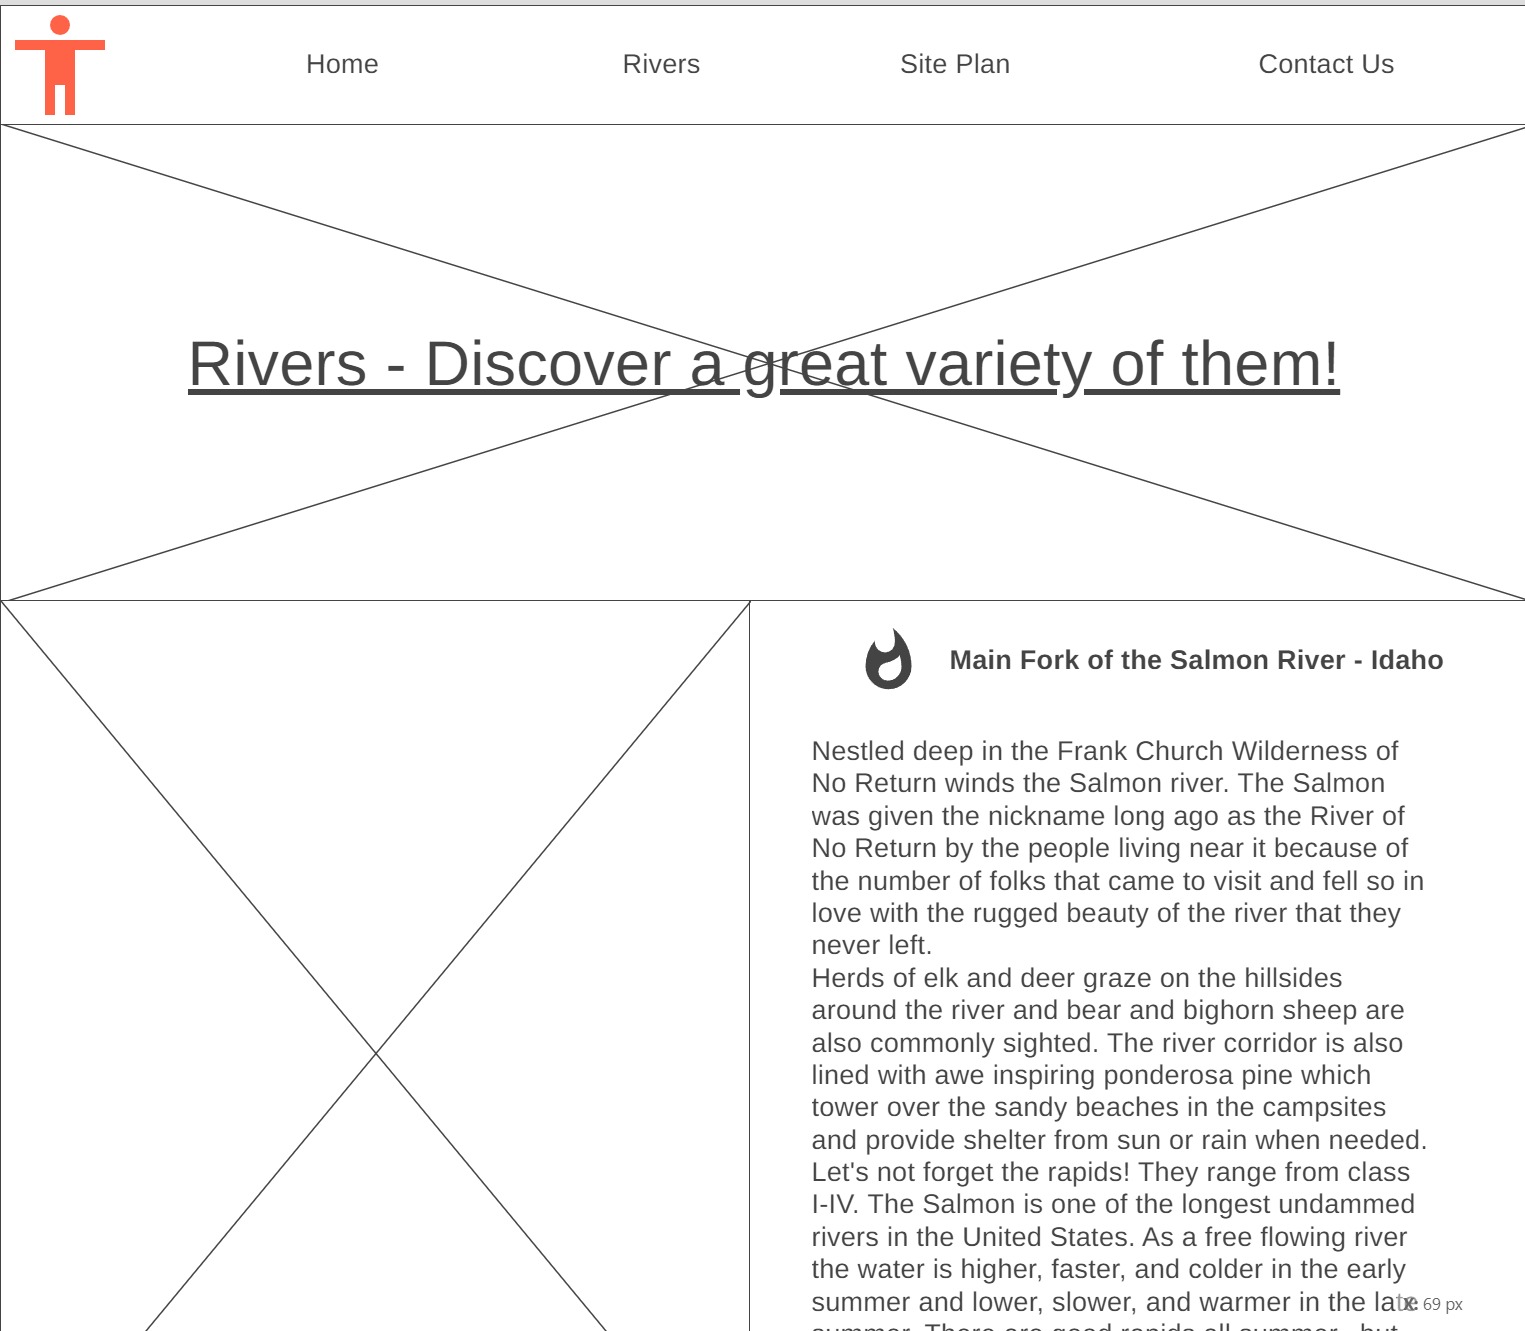 Home
Rivers
Site Plan
Contact Us
Rivers - Discover a great variety of them!
Main Fork of the Salmon River - Idaho
Nestled deep in the Frank Church Wilderness of
No Return winds the Salmon river. The Salmon
was given the nickname long ago as the River of
No Return by the people living near it because of
the number of folks that came to visit and fell so in
love with the rugged beauty of the river that they
never left.
Herds of elk and deer graze on the hillsides
around the river and bear and bighorn sheep are
also commonly sighted. The river corridor is also
lined with awe inspiring ponderosa pine which
tower over the sandy beaches in the campsites
and provide shelter from sun or rain when needed.
Let's not forget the rapids! They range from class
I-IV. The Salmon is one of the longest undammed
rivers in the United States. As a free flowing river
the water is higher, faster, and colder in the early
summer and lower, slower, and warmer in the late
X: 69 px
summer. There are good rapids all summer - but